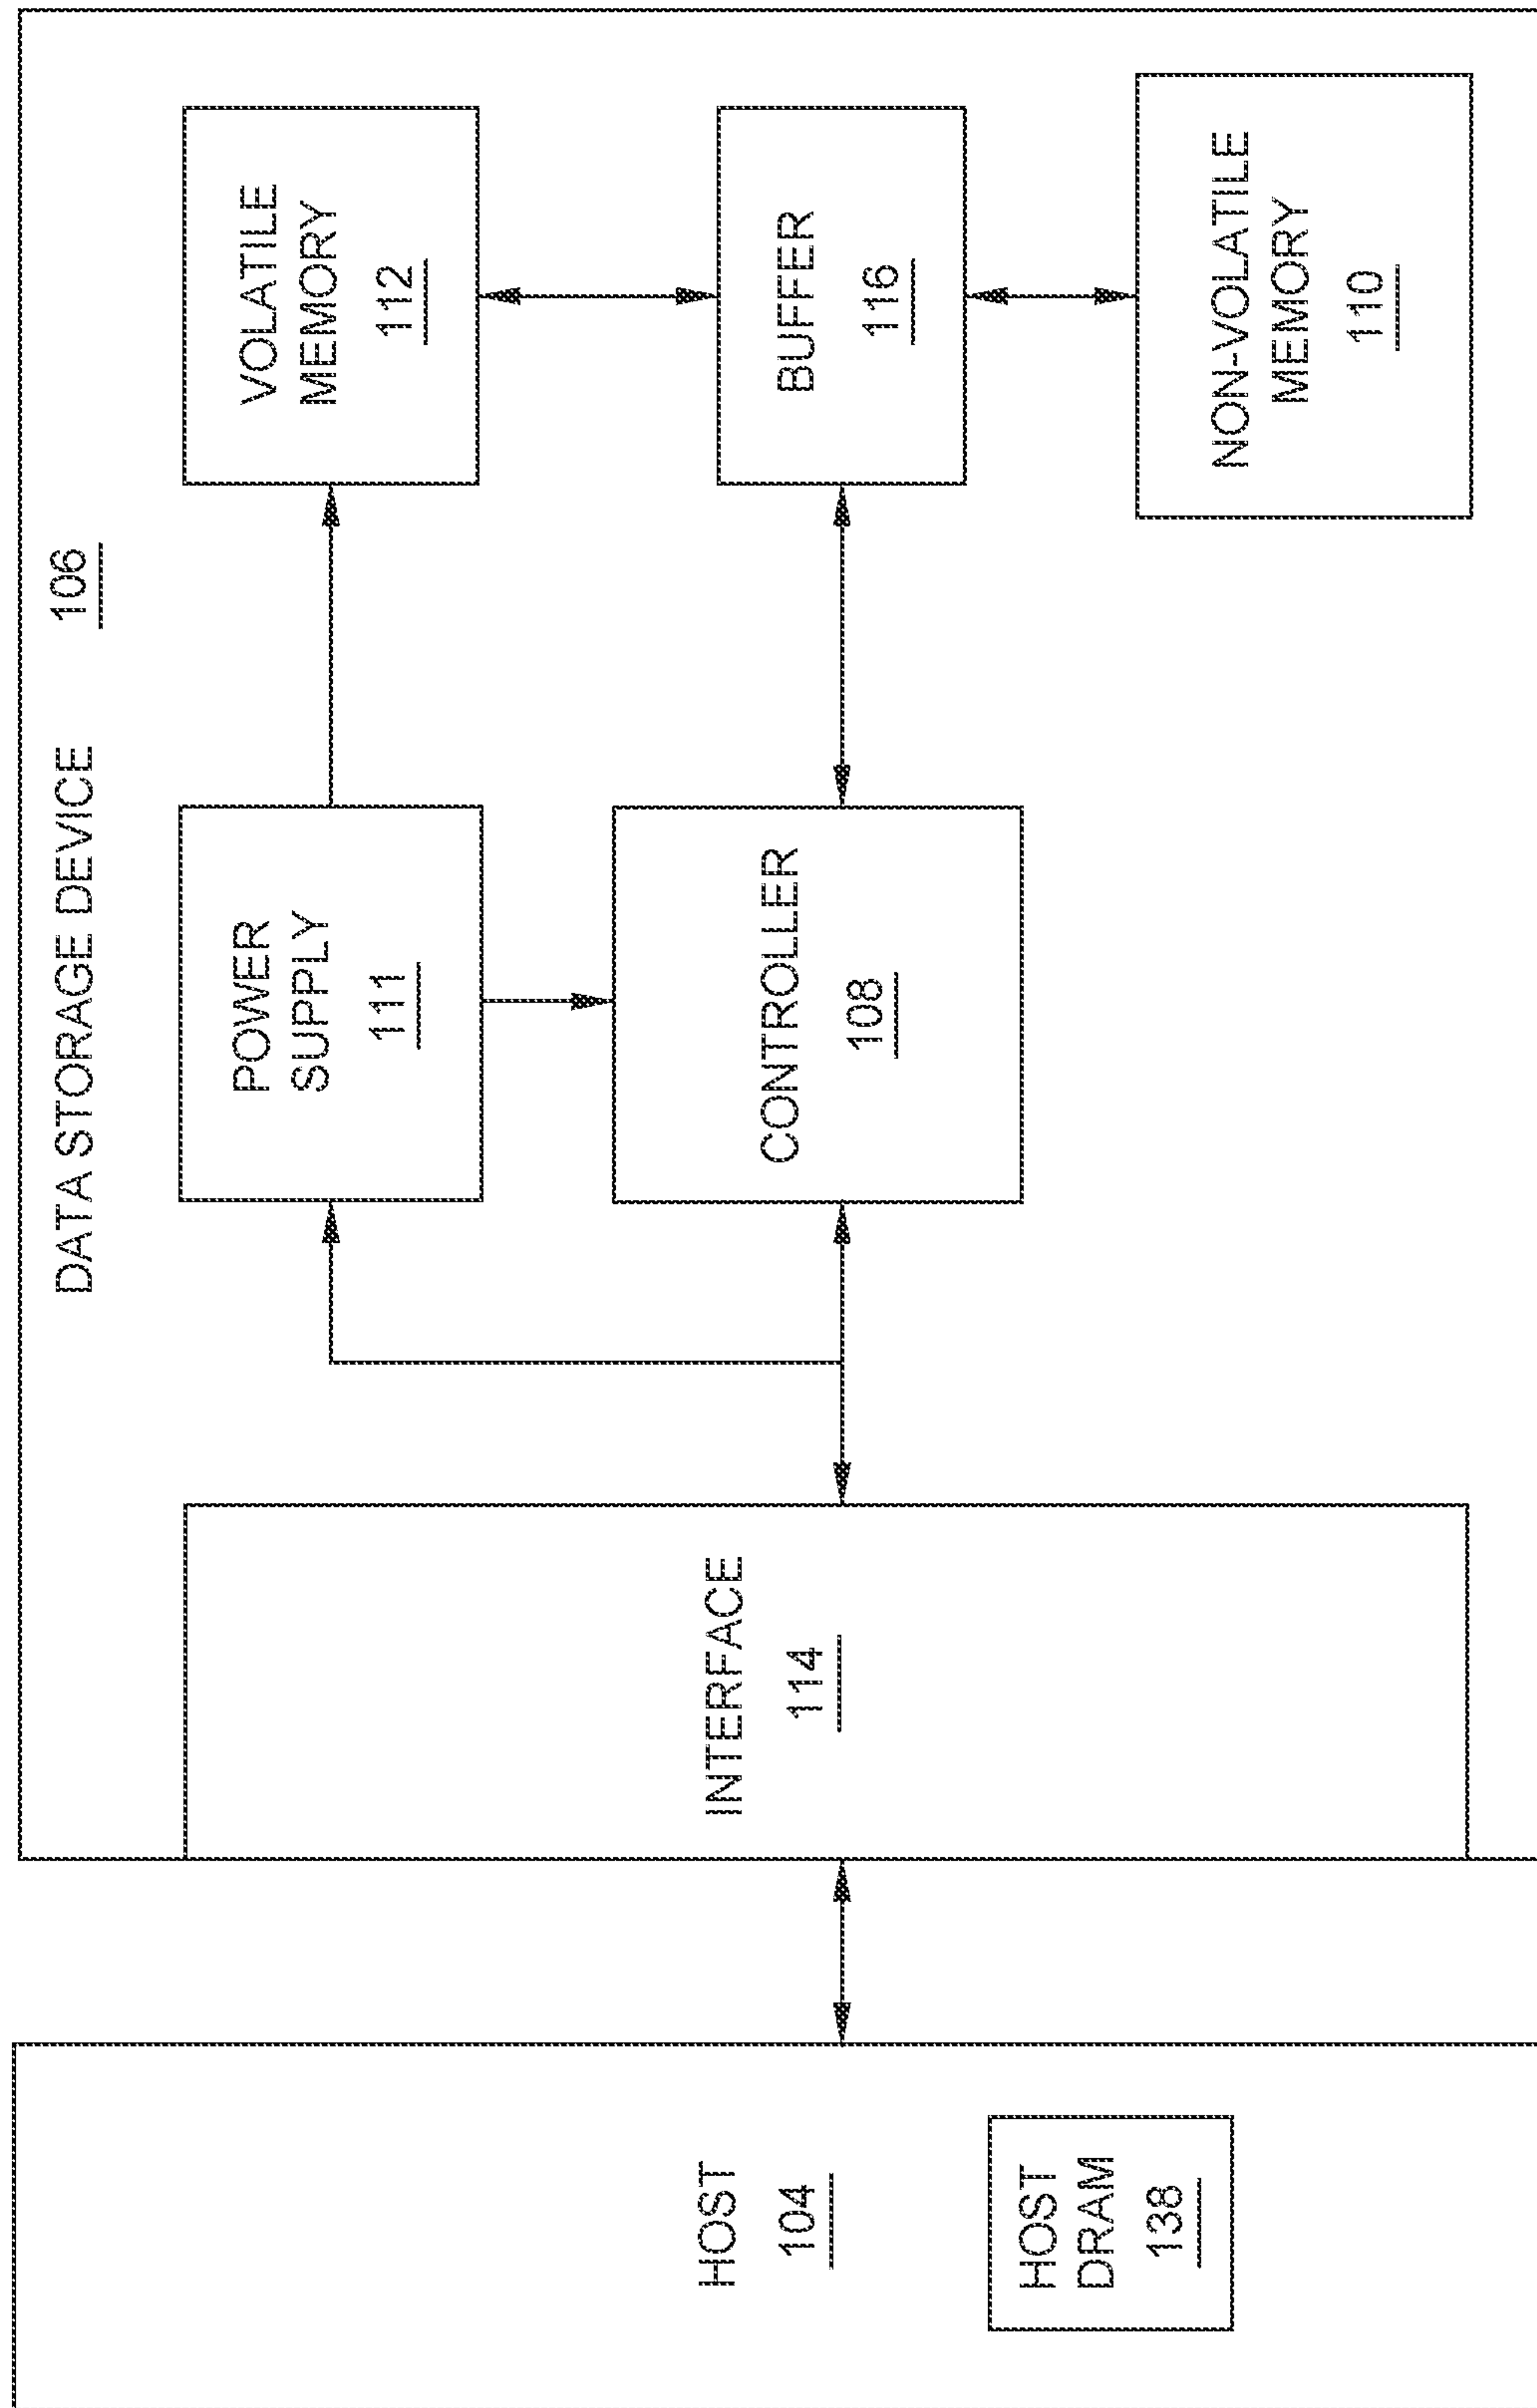 DATA STORAGE DEVICE 106
HOST
104
HOST
DRAM
138
INTERFACE
114
POWER
SUPPLY
111
CONTROLLER
108
VOLATILE
MEMORY
112
BUFFER
116
NON-VOLATILE
MEMORY
110